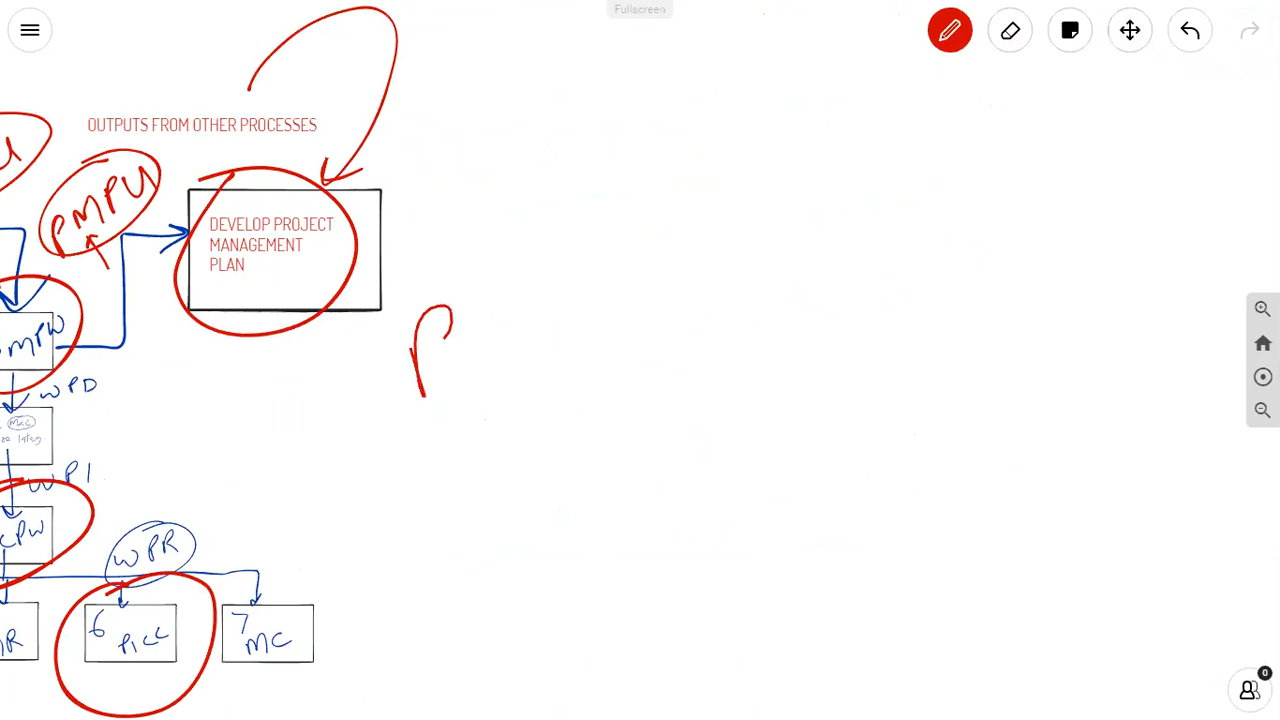 Fullscreen
OUTPUTS FROM OTHER PROCESSES
PMPU
DEVELOP PROJECT
MANAGEMENT
PLAN
MPW
P
WPD
WPI
CPW
WPR
6
PICC
7
MC
R
0